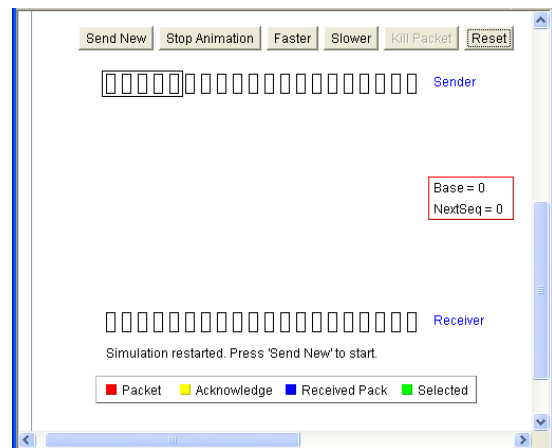 Send New Stop Animation Faster Slower Kill Packet Reset
Sender
Base = 0
NextSeq = 0
Receiver
Simulation restarted. Press 'Send New' to start.
Packet Acknowledge Received Pack Selected